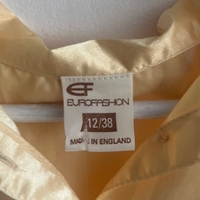 EF
EUROFASHION
12/38
MADE IN ENGLAND